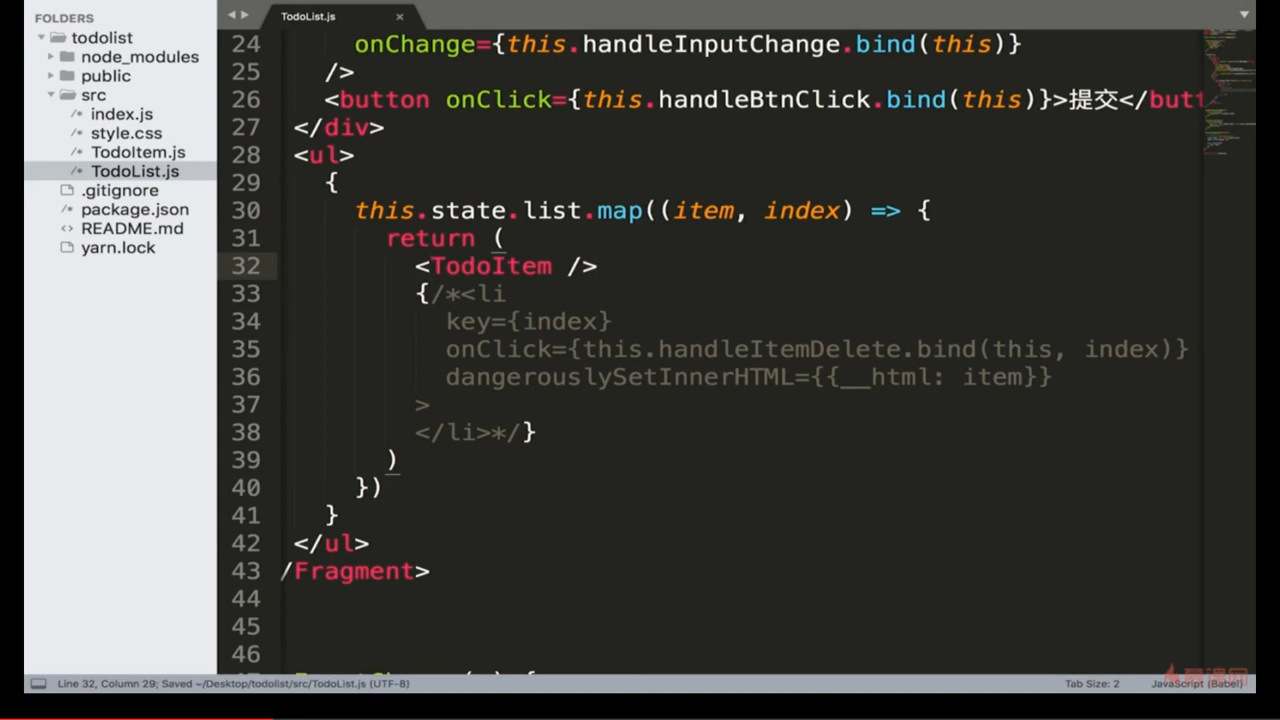 FOLDERS
todolist
node_modules
public
src
index.js
style.css
TodoItem.js
TodoList.js
.gitignore
package.json
README.md
yarn.lock
TodoList.js
24 onChange={this.handleInputChange.bind(this)}
25 />
26 <button onClick={this.handleBtnClick.bind(this)}>提交</butt
27 </div>
28 <ul>
29 {
30 this.state.list.map((item, index) => {
31 return (
32 <TodoItem />
33 {/*<li
34 key={index}
35 onClick={this.handleItemDelete.bind(this, index)}
36 dangerouslySetInnerHTML={{__html: item}}
37 >
38 </li>*/}
39 )
40 })
41 }
42 </ul>
43 /Fragment>
44
45
46
Line 32, Column 29; Saved ~/Desktop/todolist/src/TodoList.js (UTF-8)
Tab Size: 2
JavaScript (Babel)